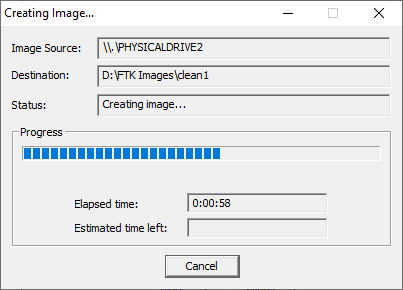 Creating Image...
Image Source: \\.\PHYSICALDRIVE2
Destination: D:\FTK Images\clean1
Status: Creating image...
Progress
Elapsed time: 0:00:58
Estimated time left:
Cancel